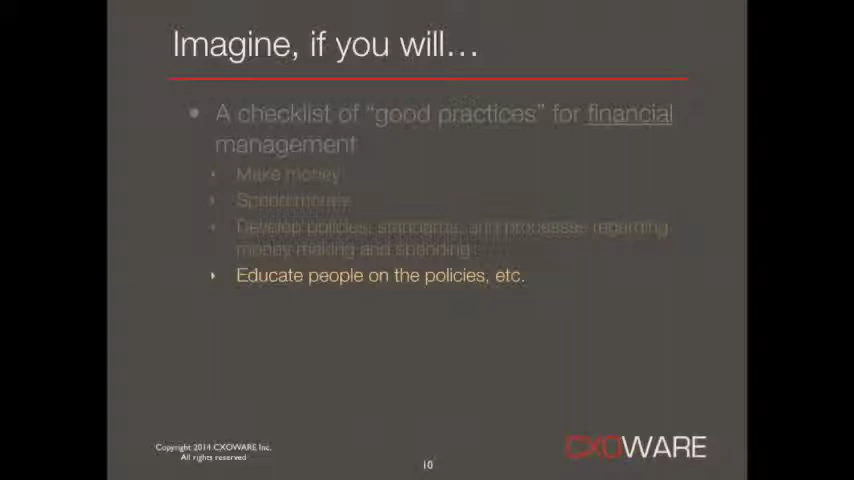 Imagine, if you will…
• A checklist of “good practices” for financial
management
‣ Make money
‣ Spend money
‣ Develop policies, standards, and processes regarding
money making and spending
‣ Educate people on the policies, etc.
Copyright 2014 CXOWARE Inc.
All rights reserved
CXOWARE
10